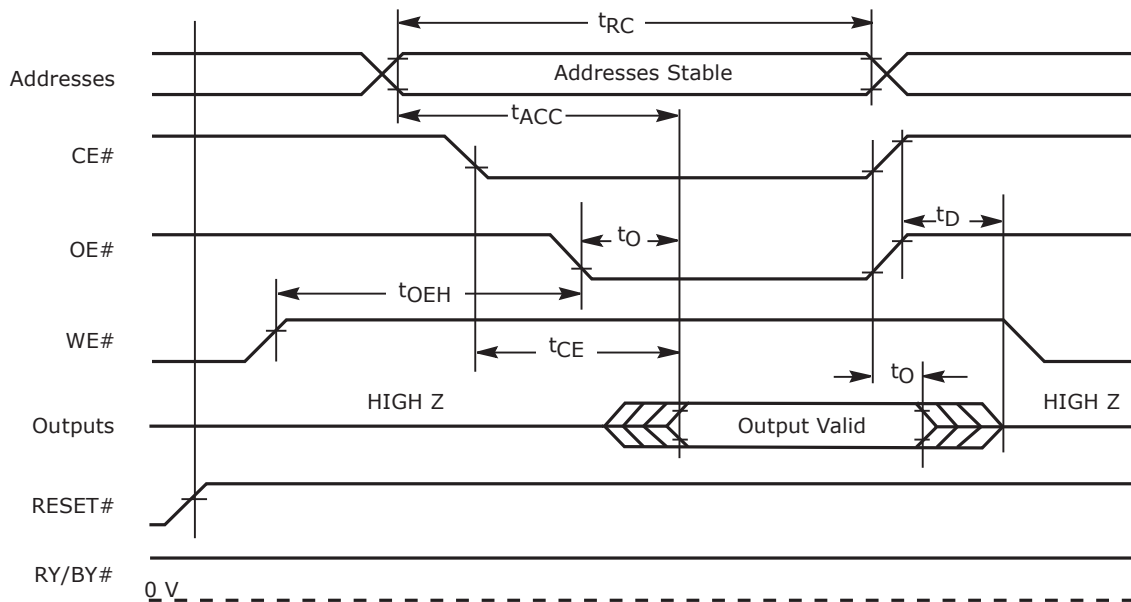 tRC
Addresses
Addresses Stable
tACC
CE#
tD
OE#
tO
tOEH
WE#
tCE
tO
HIGH Z
HIGH Z
Outputs
Output Valid
RESET#
RY/BY#
0 V